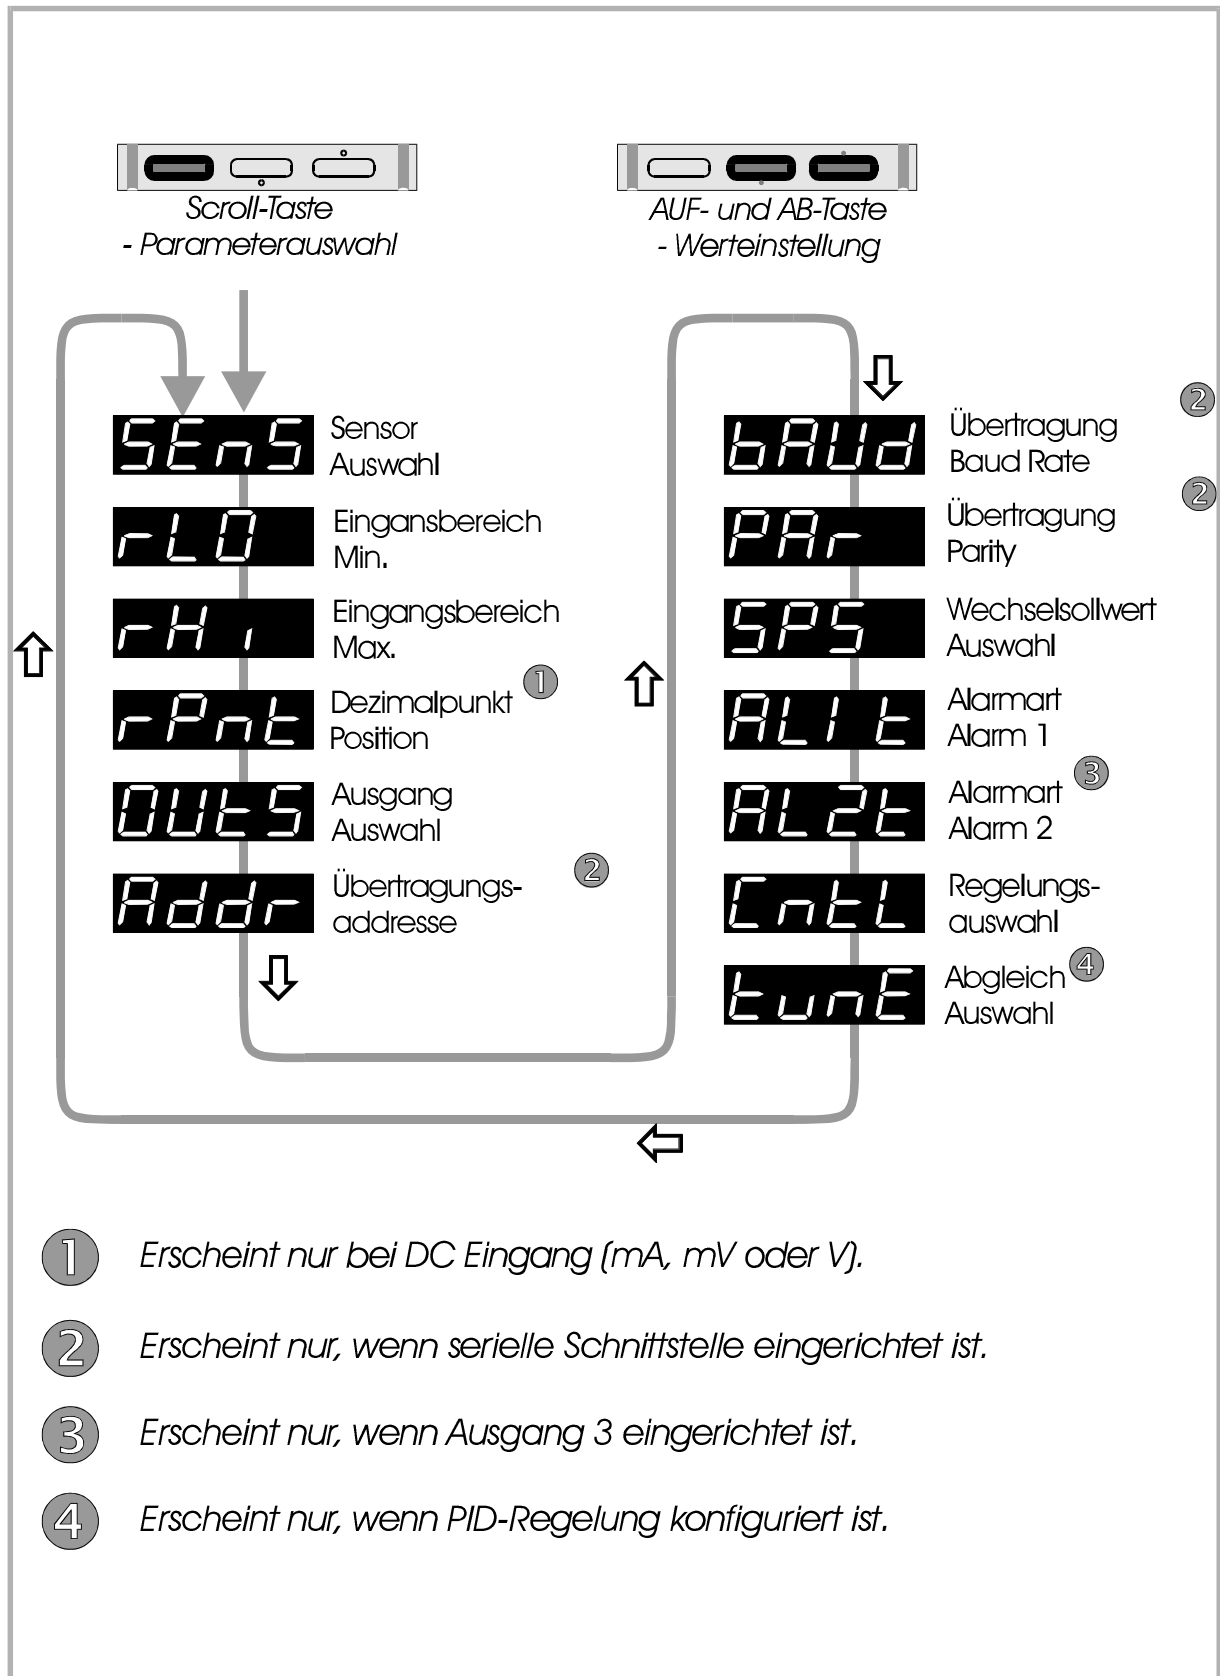 Scroll-Taste
- Parameterauswahl
AUF- und AB-Taste
- Werteinstellung
SEnS
Sensor
Auswahl
rLO
Eingansbereich
Min.
rHi
Eingangsbereich
Max.
rPnt
Dezimalpunkt 1
Position
OUtS
Ausgang
Auswahl
Addr
Übertragungs- 2
addresse
bAUd
Übertragung 2
Baud Rate
PAr
Übertragung 2
Parity
SPS
Wechselsollwert
Auswahl
AL1t
Alarmart
Alarm 1
AL2t
Alarmart 3
Alarm 2
CntL
Regelungs-
auswahl
tunE
Abgleich 4
Auswahl
1 Erscheint nur bei DC Eingang (mA, mV oder V).
2 Erscheint nur, wenn serielle Schnittstelle eingerichtet ist.
3 Erscheint nur, wenn Ausgang 3 eingerichtet ist.
4 Erscheint nur, wenn PID-Regelung konfiguriert ist.